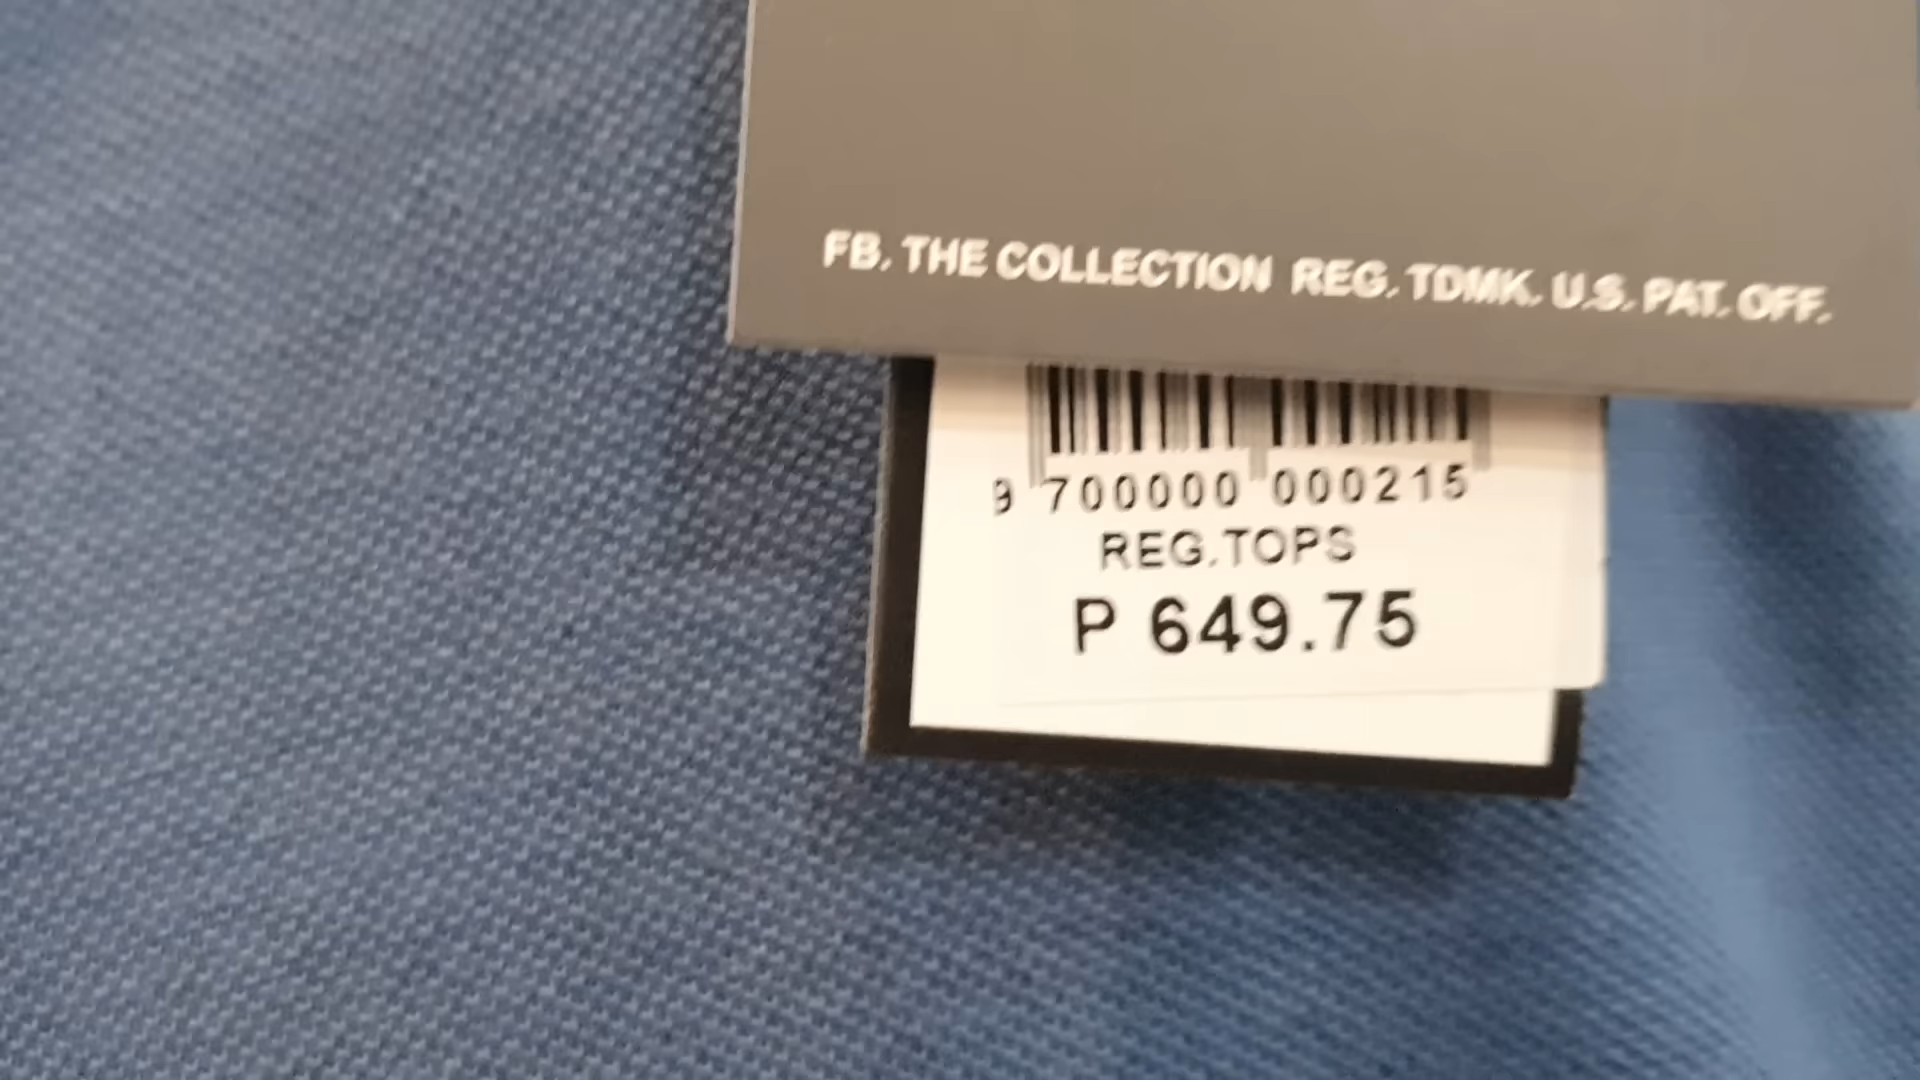 FB. THE COLLECTION REG. TDMK. U.S. PAT. OFF.
9 700000 000215
REG.TOPS
P 649.75